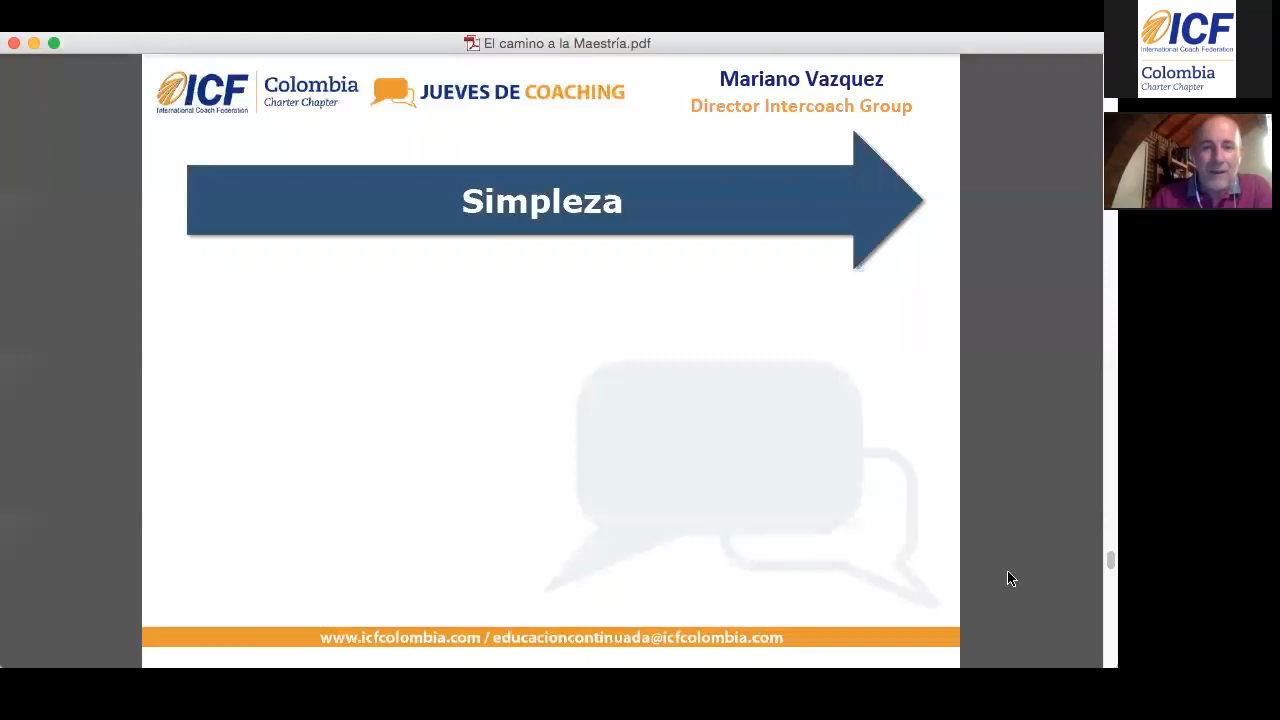 El camino a la Maestría.pdf
ICF
International Coach Federation
Colombia
Charter Chapter
JUEVES DE COACHING
Mariano Vazquez
Director Intercoach Group
Simpleza
www.icfcolombia.com / educacioncontinuada@icfcolombia.com
ICF
International Coach Federation
Colombia
Charter Chapter